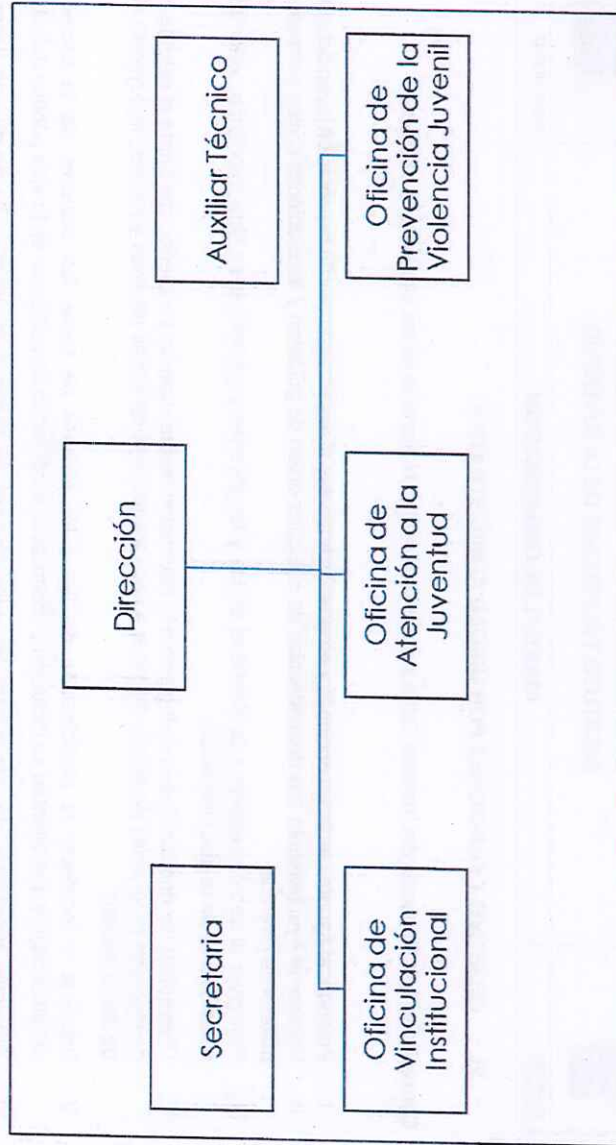 Dirección
Secretaria
Auxiliar Técnico
Oficina de
Vinculación
Institucional
Oficina de
Atención a la
Juventud
Oficina de
Prevención de la
Violencia Juvenil